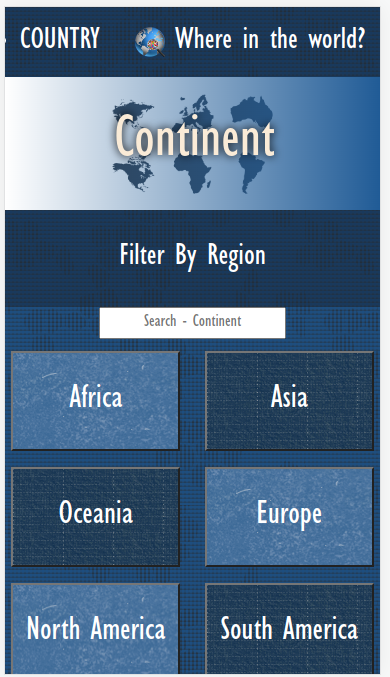 COUNTRY Where in the world?
Continent
Filter By Region
Search - Continent
Africa Asia
Oceania Europe
North America South America